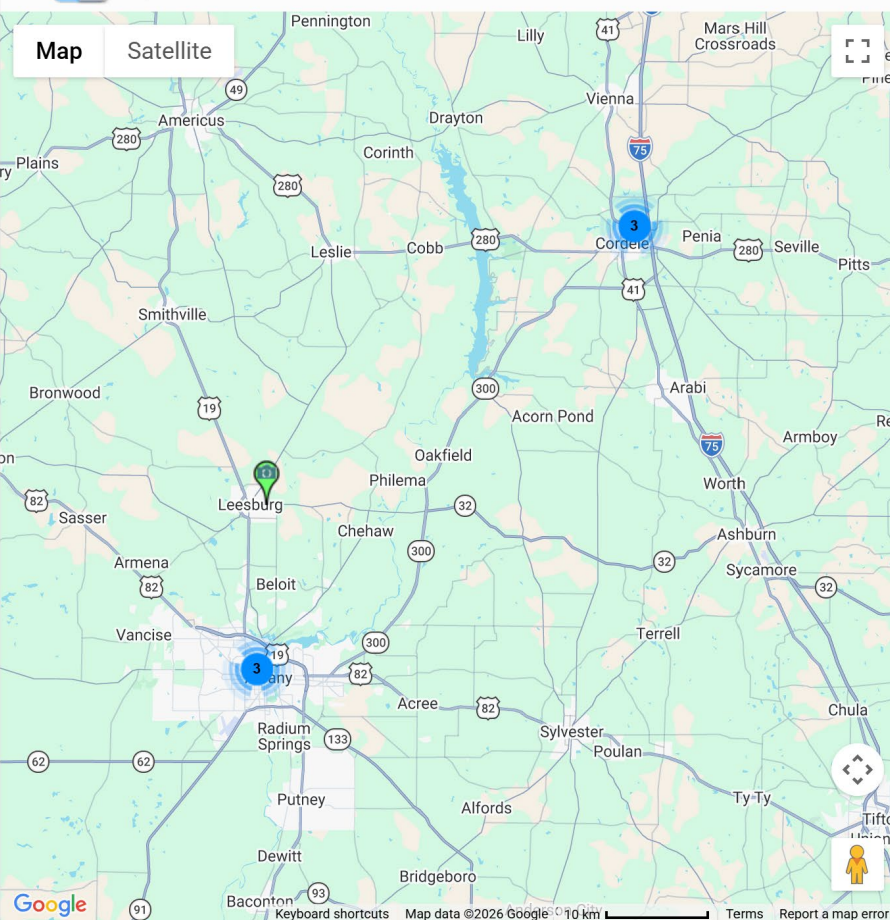 Map
Satellite
Pennington
Lilly
41
Mars Hill
Crossroads
49
Vienna
Americus
Drayton
280
Corinth
75
Plains
280
3
Cordele
Penia
280
Seville
Leslie
Cobb
280
Pitts
41
Smithville
300
Arabi
Bronwood
19
Acorn Pond
Armboy
75
Oakfield
Philema
Worth
82
Leesburg
32
Sasser
Chehaw
Ashburn
300
Armena
32
Sycamore
82
Beloit
32
Vancise
300
Terrell
19
3
82
Acree
82
Chula
Radium
Springs
133
Sylvester
Poulan
62
62
Putney
Alfords
Ty Ty
Dewitt
Bridgeboro
93
Baconton
91
Google
Keyboard shortcuts
Map data ©2026 Google
10 km
Terms
Report a map error